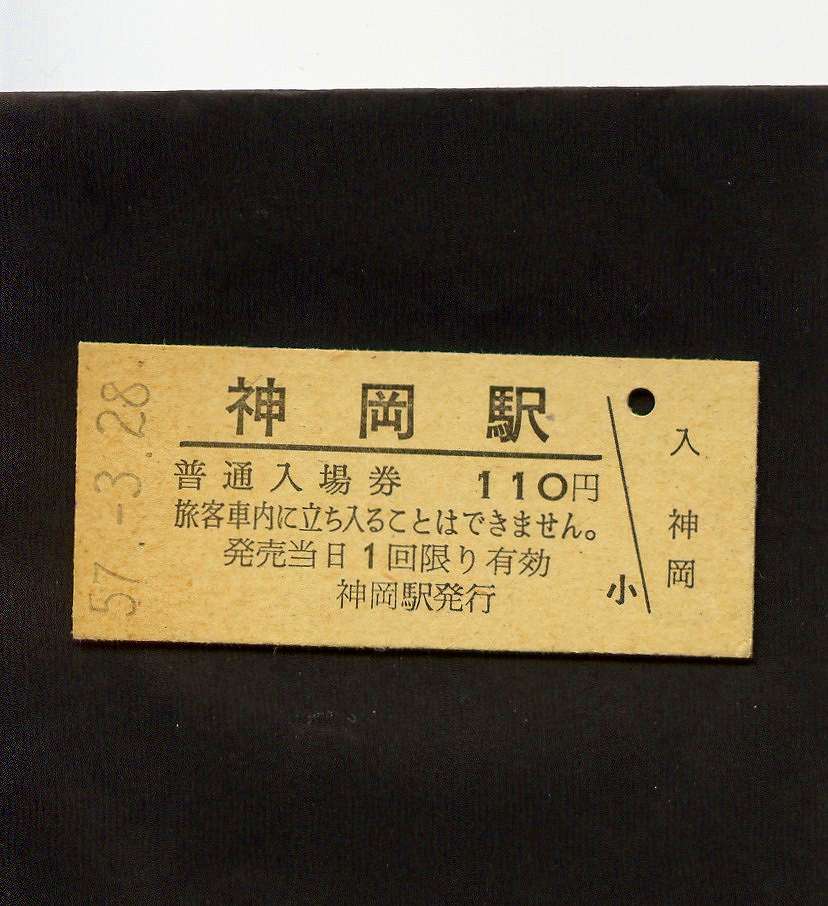 57.-3.28
神岡駅
普通入場券 110円
旅客車内に立ち入ることはできません。
発売当日1回限り有効
神岡駅発行
小
入
神岡